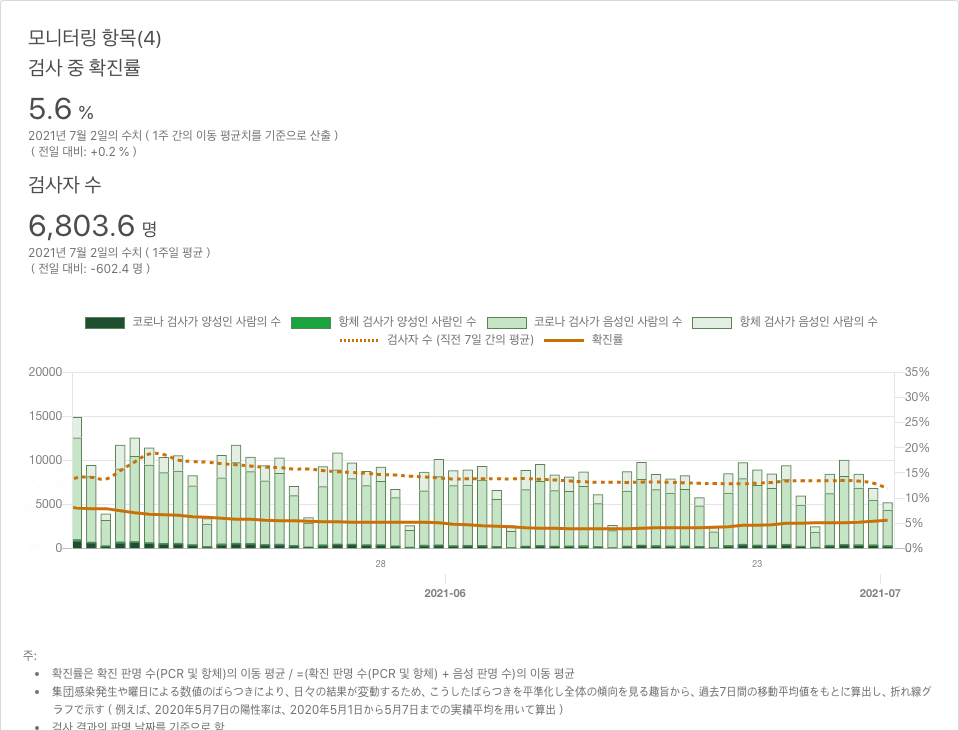 모니터링 항목(4)
검사 중 확진률
5.6 %
2021년 7월 2일의 수치 ( 1주 간의 이동 평균치를 기준으로 산출 )
( 전일 대비: +0.2 % )
검사자 수
6,803.6 명
2021년 7월 2일의 수치 ( 1주일 평균 )
( 전일 대비: -602.4 명 )
코로나 검사가 양성인 사람의 수 항체 검사가 양성인 사람인 수 코로나 검사가 음성인 사람의 수 항체 검사가 음성인 사람의 수
검사자 수 (직전 7일 간의 평균) 확진률
20000 35%
30%
15000 25%
20%
10000 15%
10%
5000 5%
0 0%
28 23
2021-06 2021-07
주:
• 확진률은 확진 판명 수(PCR 및 항체)의 이동 평균 / =(확진 판명 수(PCR 및 항체) + 음성 판명 수)의 이동 평균
• 集団感染発生や曜日による数値のばらつきにより、日々の結果が変動するため、こうしたばらつきを平準化し全体の傾向を見る趣旨から、過去7日間の移動平均値をもとに算出し、折れ線グ
ラフで示す ( 例えば、2020年5月7日の陽性率は、2020年5月1日から5月7日までの実績平均を用いて算出 )
• 검사 결과의 판명 날짜를 기준으로 함